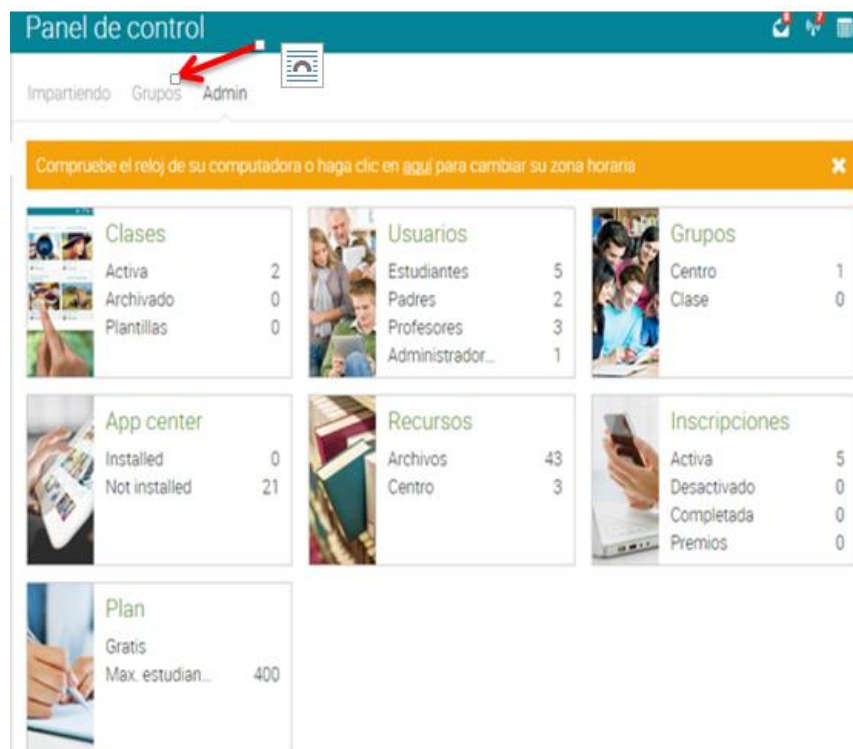 Panel de control
Impartiendo Grupos Admin
Compruebe el reloj de su computadora o haga clic en aquí para cambiar su zona horaria
Clases
Activa 2
Archivado 0
Plantillas 0
Usuarios
Estudiantes 5
Padres 2
Profesores 3
Administrador... 1
Grupos
Centro 1
Clase 0
App center
Installed 0
Not installed 21
Recursos
Archivos 43
Centro 3
Inscripciones
Activa 5
Desactivado 0
Completada 0
Premios 0
Plan
Gratis
Max. estudian... 400